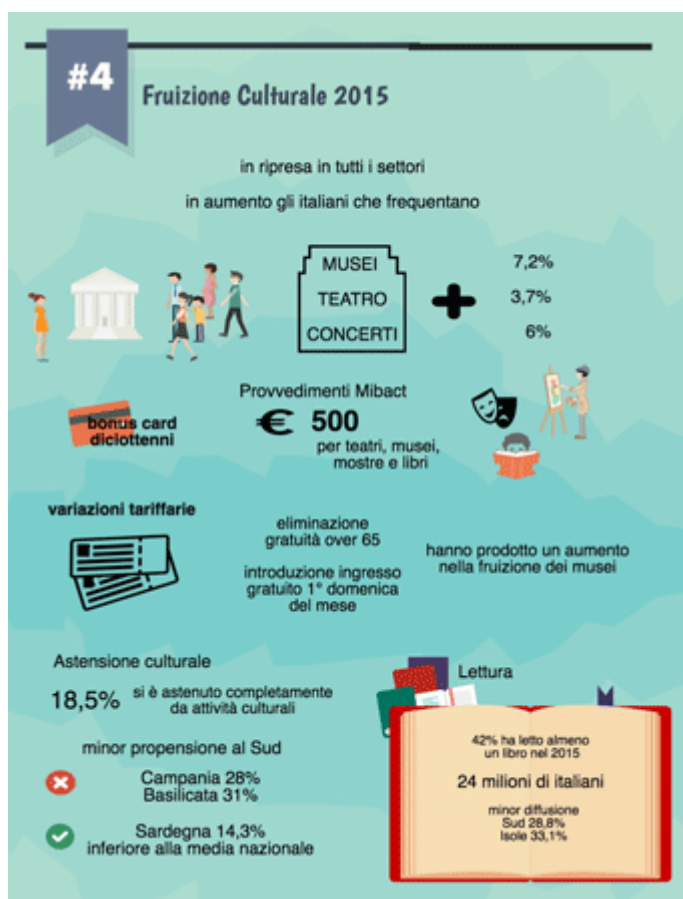 #4
Fruizione Culturale 2015
in ripresa in tutti i settori
in aumento gli italiani che frequentano
MUSEI
TEATRO
CONCERTI
7,2%
3,7%
6%
bonus card
diciottenni
Provvedimenti Mibact
€ 500
per teatri, musei,
mostre e libri
variazioni tariffarie
eliminazione
gratuità over 65
introduzione ingresso
gratuito 1° domenica
del mese
hanno prodotto un aumento
nella fruizione dei musei
Astensione culturale
18,5%
si è astenuto completamente
da attività culturali
minor propensione al Sud
Campania 28%
Basilicata 31%
Sardegna 14,3%
inferiore alla media nazionale
Lettura
42% ha letto almeno
un libro nel 2015
24 milioni di italiani
minor diffusione
Sud 28,8%
Isole 33,1%